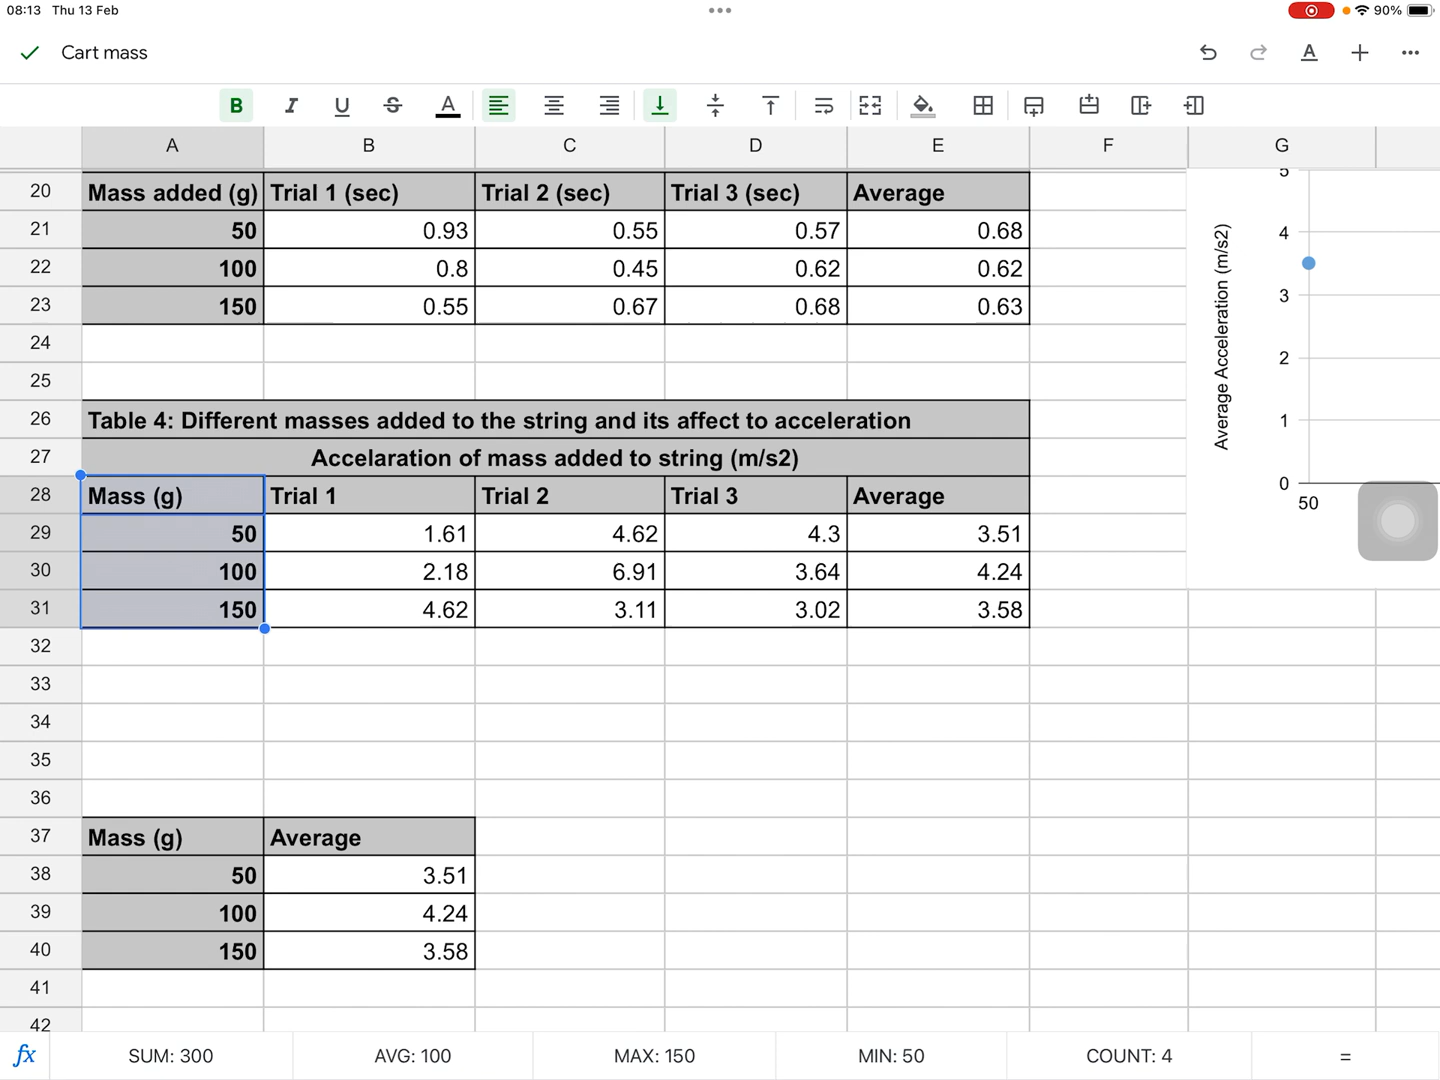 08:13 Thu 13 Feb
90%
Cart mass
B I U S A
A B C D E F G
20 Mass added (g) Trial 1 (sec) Trial 2 (sec) Trial 3 (sec) Average
21 50 0.93 0.55 0.57 0.68
22 100 0.8 0.45 0.62 0.62
23 150 0.55 0.67 0.68 0.63
24
25
26 Table 4: Different masses added to the string and its affect to acceleration
27 Accelaration of mass added to string (m/s2)
28 Mass (g) Trial 1 Trial 2 Trial 3 Average
29 50 1.61 4.62 4.3 3.51
30 100 2.18 6.91 3.64 4.24
31 150 4.62 3.11 3.02 3.58
32
33
34
35
36
37 Mass (g) Average
38 50 3.51
39 100 4.24
40 150 3.58
41
42
Average Acceleration (m/s2)
5
4
3
2
1
0
50
fx SUM: 300 AVG: 100 MAX: 150 MIN: 50 COUNT: 4 =